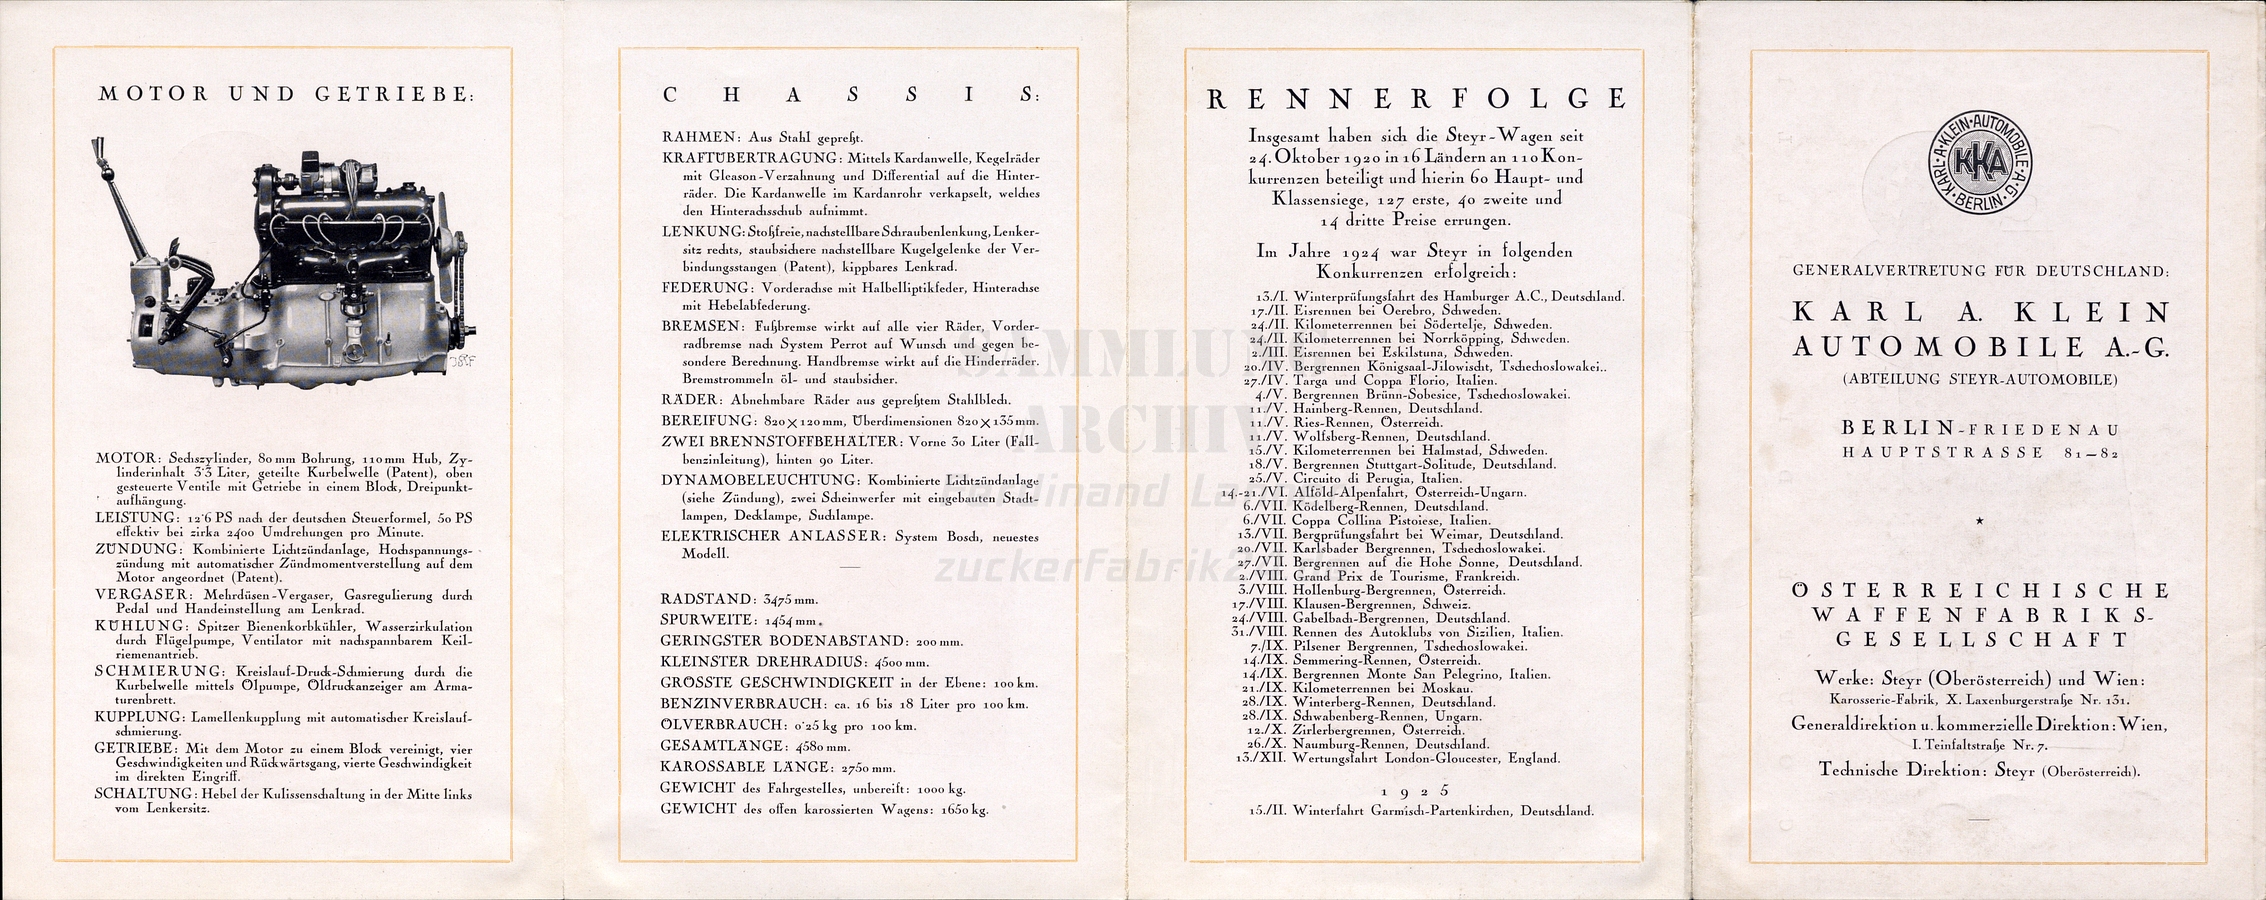 MOTOR UND GETRIEBE:
MOTOR: Sechszylinder, 80 mm Bohrung, 110 mm Hub, Zy-
linderinhalt 3˙3 Liter, geteilte Kurbelwelle (Patent), oben
gesteuerte Ventile mit Getriebe in einem Block, Dreipunkt-
aufhängung.
LEISTUNG: 12˙6 PS nach der deutschen Steuerformel, 50 PS
effektiv bei zirka 2400 Umdrehungen pro Minute.
ZÜNDUNG: Kombinierte Lichtzündanlage, Hochspannungs-
zündung mit automatischer Zündmomentverstellung auf dem
Motor angeordnet (Patent).
VERGASER: Mehrdüsen-Vergaser, Gasregulierung durch
Pedal und Handeinstellung am Lenkrad.
KÜHLUNG: Spitzer Bienenkorbkühler, Wasserzirkulation
durch Flügelpumpe, Ventilator mit nachspannbarem Keil-
riemenantrieb.
SCHMIERUNG: Kreislauf-Druck-Schmierung durch die
Kurbelwelle mittels Ölpumpe, Öldruckanzeiger am Arma-
turenbrett.
KUPPLUNG: Lamellenkupplung mit automatischer Kreislauf-
schmierung.
GETRIEBE: Mit dem Motor zu einem Block vereinigt, vier
Geschwindigkeiten und Rückwärtsgang, vierte Geschwindigkeit
im direkten Eingriff.
SCHALTUNG: Hebel der Kulissenschaltung in der Mitte links
vom Lenkersitz.
CHASSIS:
RAHMEN: Aus Stahl gepreßt.
KRAFTÜBERTRAGUNG: Mittels Kardanwelle, Kegelräder
mit Gleason-Verzahnung und Differential auf die Hinter-
räder. Die Kardanwelle im Kardanrohr verkapselt, welches
den Hinterachsschub aufnimmt.
LENKUNG: Stoßfreie, nachstellbare Schraubenlenkung, Lenker-
sitz rechts, staubsichere nachstellbare Kugelgelenke der Ver-
bindungsstangen (Patent), kippbares Lenkrad.
FEDERUNG: Vorderachse mit Halbelliptikfeder, Hinterachse
mit Hebelabfederung.
BREMSEN: Fußbremse wirkt auf alle vier Räder, Vorder-
radbremse nach System Perrot auf Wunsch und gegen be-
sondere Berechnung. Handbremse wirkt auf die Hinderräder.
Bremstrommeln öl- und staubsicher.
RÄDER: Abnehmbare Räder aus gepreßtem Stahlblech.
BEREIFUNG: 820×120 mm, Überdimensionen 820×135 mm.
ZWEI BRENNSTOFFBEHÄLTER: Vorne 30 Liter (Fall-
benzinleitung), hinten 90 Liter.
DYNAMOBELEUCHTUNG: Kombinierte Lichtzündanlage
(siehe Zündung), zwei Scheinwerfer mit eingebauten Stadt-
lampen, Decklampe, Suchlampe.
ELEKTRISCHER ANLASSER: System Bosch, neuestes
Modell.
RADSTAND: 3475 mm.
SPURWEITE: 1454 mm.
GERINGSTER BODENABSTAND: 200 mm.
KLEINSTER DREHRADIUS: 4500 mm.
GRÖSSTE GESCHWINDIGKEIT in der Ebene: 100 km.
BENZINVERBRAUCH: ca. 16 bis 18 Liter pro 100 km.
ÖLVERBRAUCH: 0˙25 kg pro 100 km.
GESAMTLÄNGE: 4580 mm.
KAROSSABLE LÄNGE: 2750 mm.
GEWICHT des Fahrgestelles, unbereift: 1000 kg.
GEWICHT des offen karossierten Wagens: 1650 kg.
RENNERFOLGE
Insgesamt haben sich die Steyr-Wagen seit
24. Oktober 1920 in 16 Ländern an 110 Kon-
kurrenzen beteiligt und hierin 60 Haupt- und
Klassensiege, 127 erste, 40 zweite und
14 dritte Preise errungen.
Im Jahre 1924 war Steyr in folgenden
Konkurrenzen erfolgreich:
13./I. Winterprüfungsfahrt des Hamburger A.C., Deutschland.
17./II. Eisrennen bei Oerebro, Schweden.
24./II. Kilometerrennen bei Södertelje, Schweden.
24./II. Kilometerrennen bei Norrköpping, Schweden.
2./III. Eisrennen bei Eskilstuna, Schweden.
20./IV. Bergrennen Königsaal-Jilowischt, Tschechoslowakei..
27./IV. Targa und Coppa Florio, Italien.
4./V. Bergrennen Brünn-Sobesice, Tschechoslowakei.
11./V. Hainberg-Rennen, Deutschland.
11./V. Ries-Rennen, Österreich.
11./V. Wolfsberg-Rennen, Deutschland.
15./V. Kilometerrennen bei Halmstad, Schweden.
18./V. Bergrennen Stuttgart-Solitude, Deutschland.
25./V. Circuito di Perugia, Italien.
14.-21./VI. Alföld-Alpenfahrt, Österreich-Ungarn.
6./VII. Ködelberg-Rennen, Deutschland.
6./VII. Coppa Collina Pistoiese, Italien.
13./VII. Bergprüfungsfahrt bei Weimar, Deutschland.
20./VII. Karlsbader Bergrennen, Tschechoslowakei.
27./VII. Bergrennen auf die Hohe Sonne, Deutschland.
2./VIII. Grand Prix de Tourisme, Frankreich.
3./VIII. Hollenburg-Bergrennen, Österreich.
17./VIII. Klausen-Bergrennen, Schweiz.
24./VIII. Gabelbach-Bergrennen, Deutschland.
31./VIII. Rennen des Autoklubs von Sizilien, Italien.
7./IX. Pilsener Bergrennen, Tschechoslowakei.
14./IX. Semmering-Rennen, Österreich.
14./IX. Bergrennen Monte San Pelegrino, Italien.
21./IX. Kilometerrennen bei Moskau.
28./IX. Winterberg-Rennen, Deutschland.
28./IX. Schwabenberg-Rennen, Ungarn.
12./X. Zirlerbergrennen, Österreich.
26./X. Naumburg-Rennen, Deutschland.
13./XII. Wertungsfahrt London-Gloucester, England.
1925
15./II. Winterfahrt Garmisch-Partenkirchen, Deutschland.
KARL·A·KLEIN·AUTOMOBILE·A·G·
BERLIN
KKA
GENERALVERTRETUNG FÜR DEUTSCHLAND:
KARL A. KLEIN
AUTOMOBILE A.-G.
(ABTEILUNG STEYR-AUTOMOBILE)
BERLIN-FRIEDENAU
HAUPTSTRASSE 81—82
ÖSTERREICHISCHE
WAFFENFABRIKS-
GESELLSCHAFT
Werke: Steyr (Oberösterreich) und Wien:
Karosserie-Fabrik, X. Laxenburgerstraße Nr. 131.
Generaldirektion u. kommerzielle Direktion: Wien,
I. Teinfaltstraße Nr. 7.
Technische Direktion: Steyr (Oberösterreich).